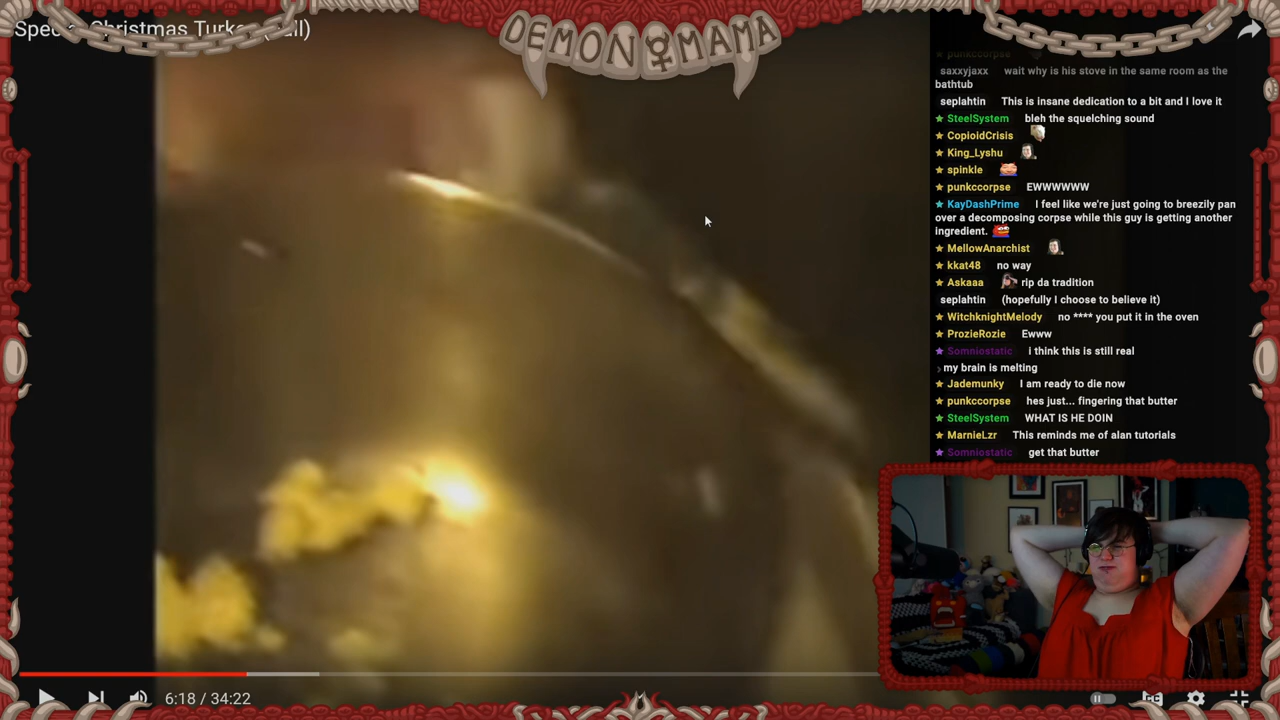 DEMON MAMA
Christmas Turk
punkccorpse
saxxyjaxx wait why is his stove in the same room as the
bathtub
seplahtin This is insane dedication to a bit and I love it
SteelSystem bleh the squelching sound
CopioidCrisis
King_Lyshu
spinkle
punkccorpse EWWWWWW
KayDashPrime I feel like we're just going to breezily pan
over a decomposing corpse while this guy is getting another
ingredient.
MellowAnarchist
kkat48 no way
Askaaa rip da tradition
seplahtin (hopefully I choose to believe it)
WitchknightMelody no **** you put it in the oven
ProzieRozie Ewww
Somniostatic i think this is still real
my brain is melting
Jademunky I am ready to die now
punkccorpse hes just... fingering that butter
SteelSystem WHAT IS HE DOIN
MarnieLzr This reminds me of alan tutorials
Somniostatic get that butter
6:18 / 34:22